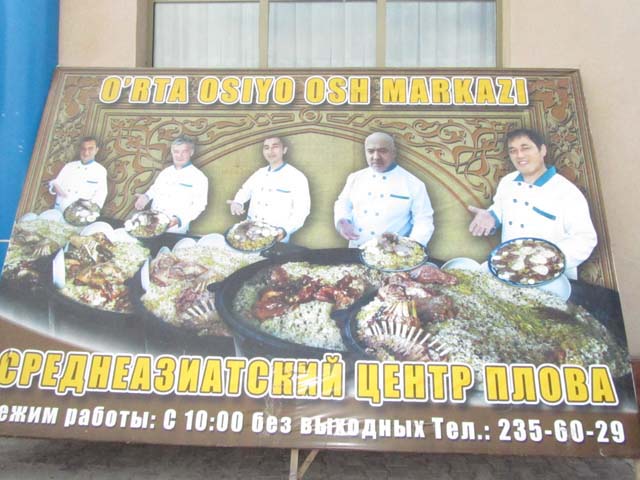 O'RTA OSIYO OSH MARKAZI
СРЕДНЕАЗИАТСКИЙ ЦЕНТР ПЛОВА
ежим работы: С 10:00 без выходных Тел.: 235-60-29